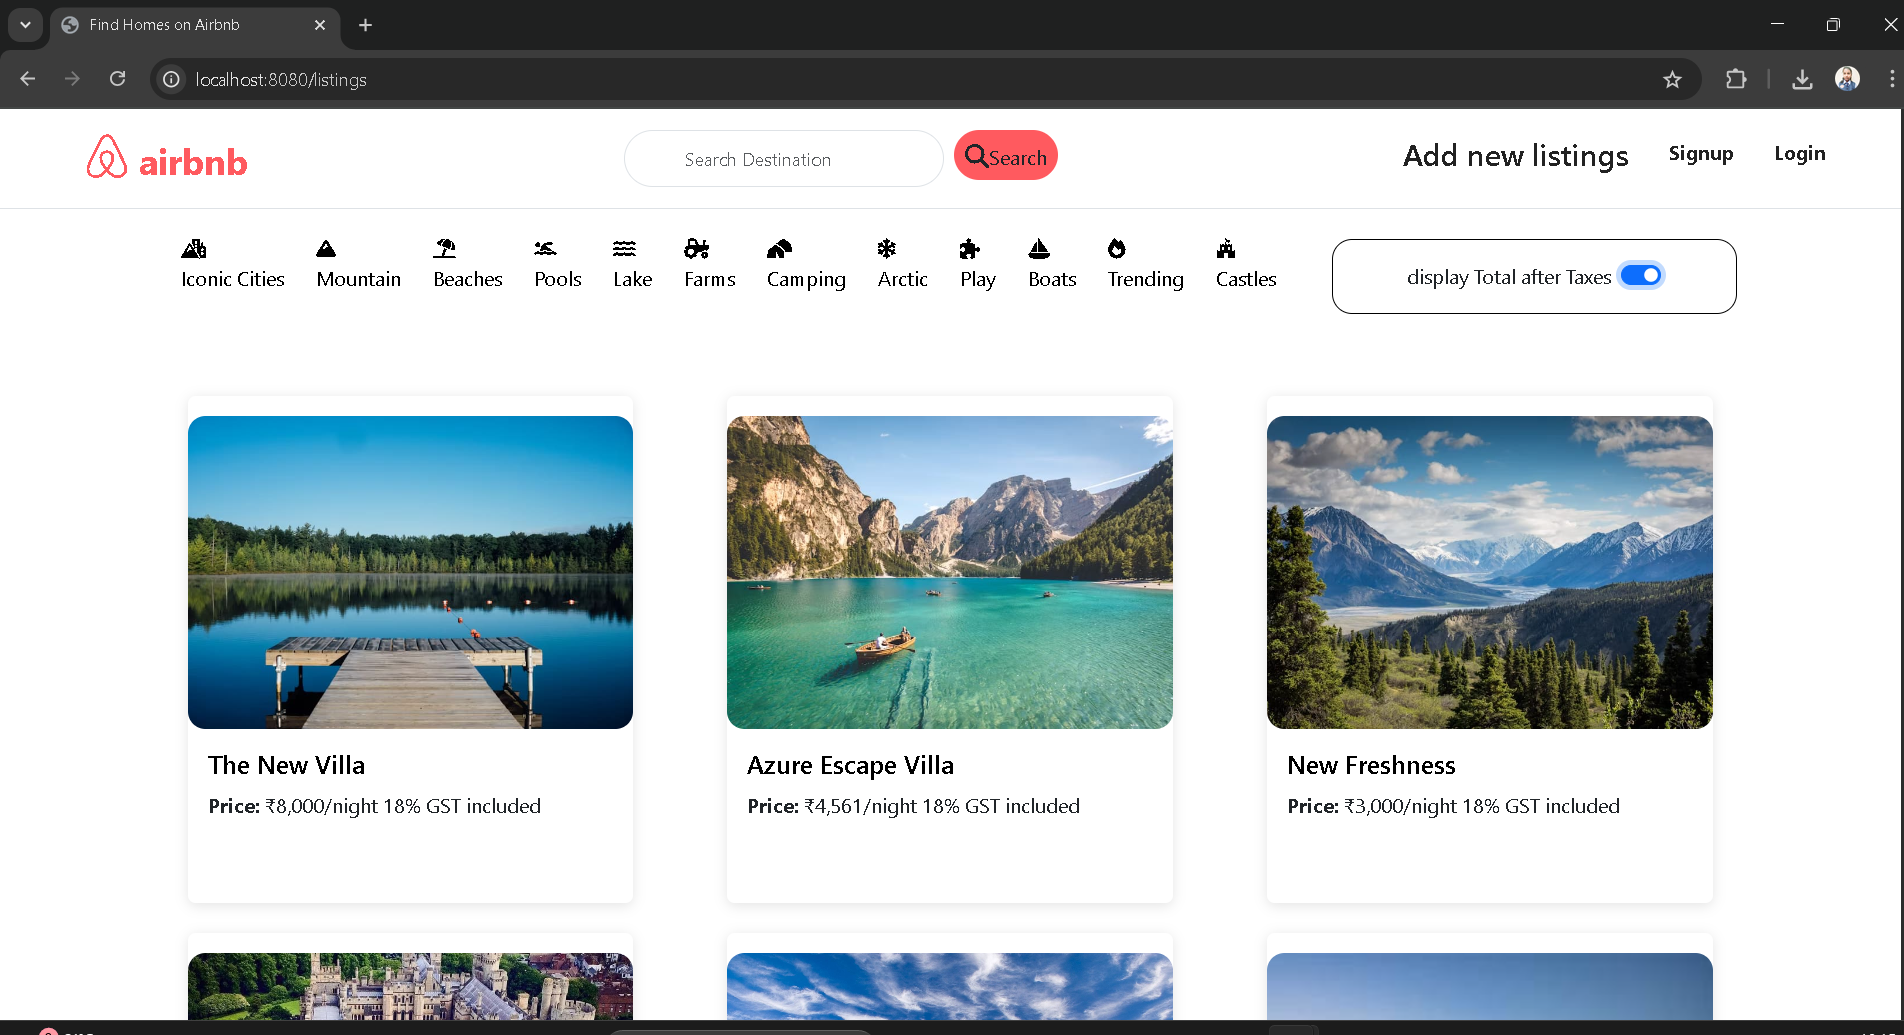 Find Homes on Airbnb
localhost:8080/listings
airbnb
Search Destination
Search
Add new listings
Signup
Login
Iconic Cities
Mountain
Beaches
Pools
Lake
Farms
Camping
Arctic
Play
Boats
Trending
Castles
display Total after Taxes
The New Villa
Price: ₹8,000/night 18% GST included
Azure Escape Villa
Price: ₹4,561/night 18% GST included
New Freshness
Price: ₹3,000/night 18% GST included